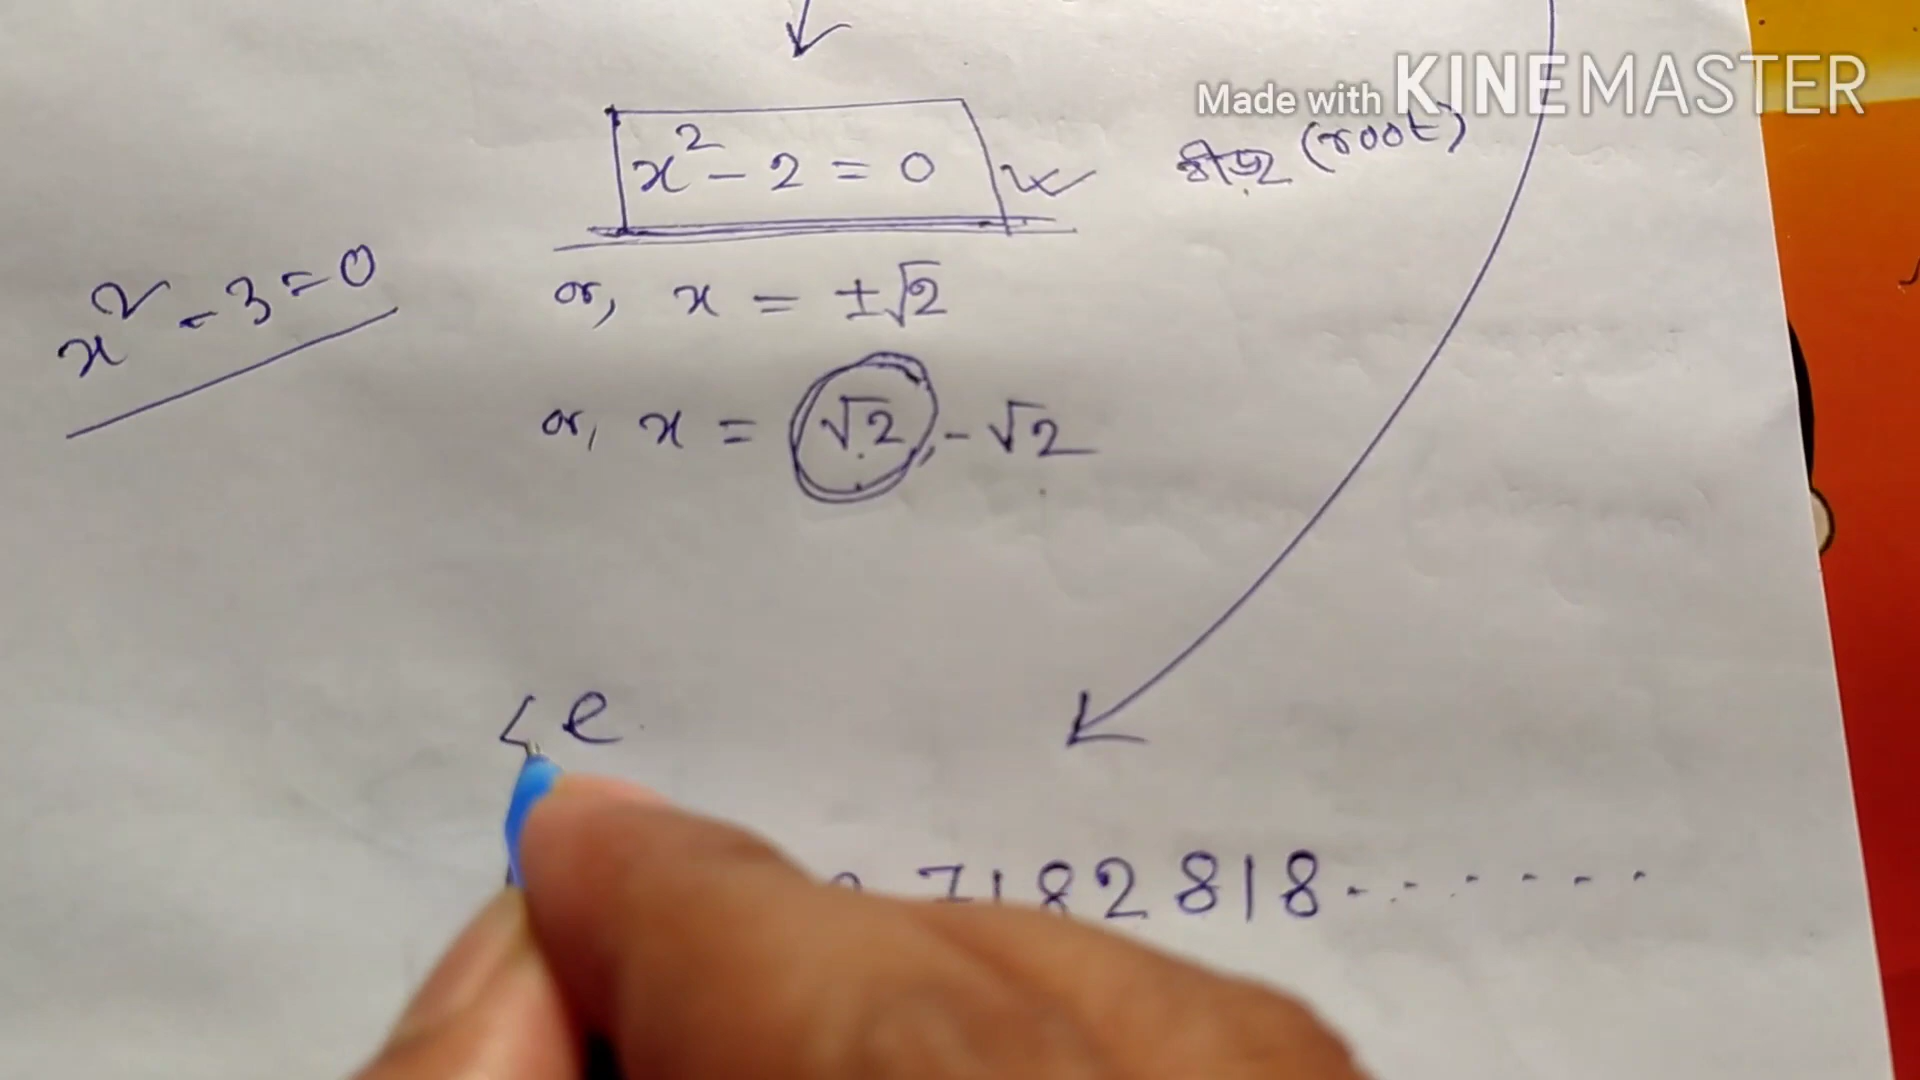 Made with KINEMASTER
x² - 2 = 0
বীজ (root)
x² - 3 = 0
or, x = ±√2
or, x = √2, -√2
< e
7182818.......